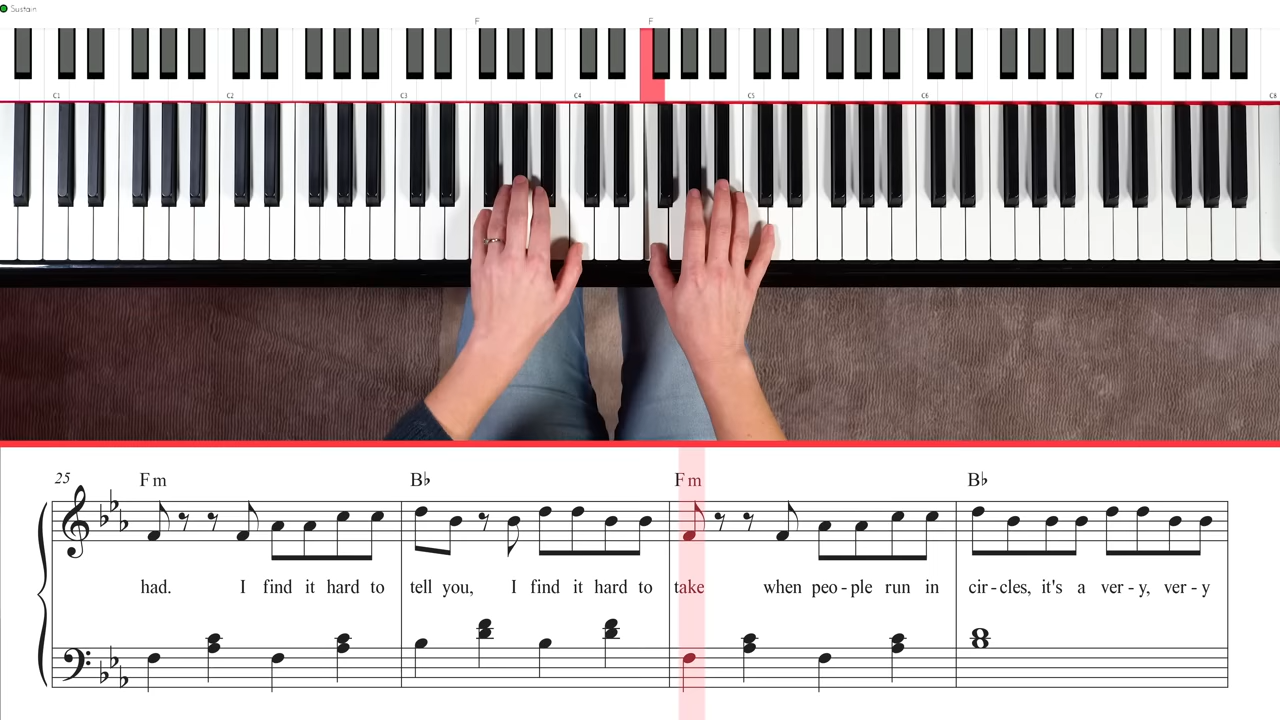 Sustain
F F
C1 C2 C3 C4 C5 C6 C7 C8
25 Fm B♭ Fm B♭
had. I find it hard to tell you, I find it hard to take when peo - ple run in cir - cles, it's a ver - y, ver - y